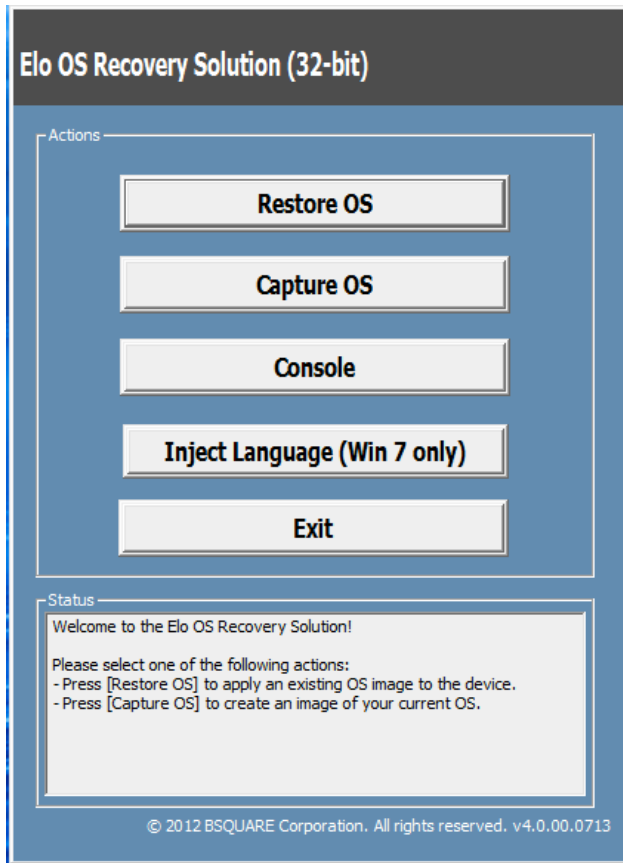 Elo OS Recovery Solution (32-bit)
Actions
Restore OS
Capture OS
Console
Inject Language (Win 7 only)
Exit
Status
Welcome to the Elo OS Recovery Solution!
Please select one of the following actions:
- Press [Restore OS] to apply an existing OS image to the device.
- Press [Capture OS] to create an image of your current OS.
© 2012 BSQUARE Corporation. All rights reserved. v4.0.00.0713